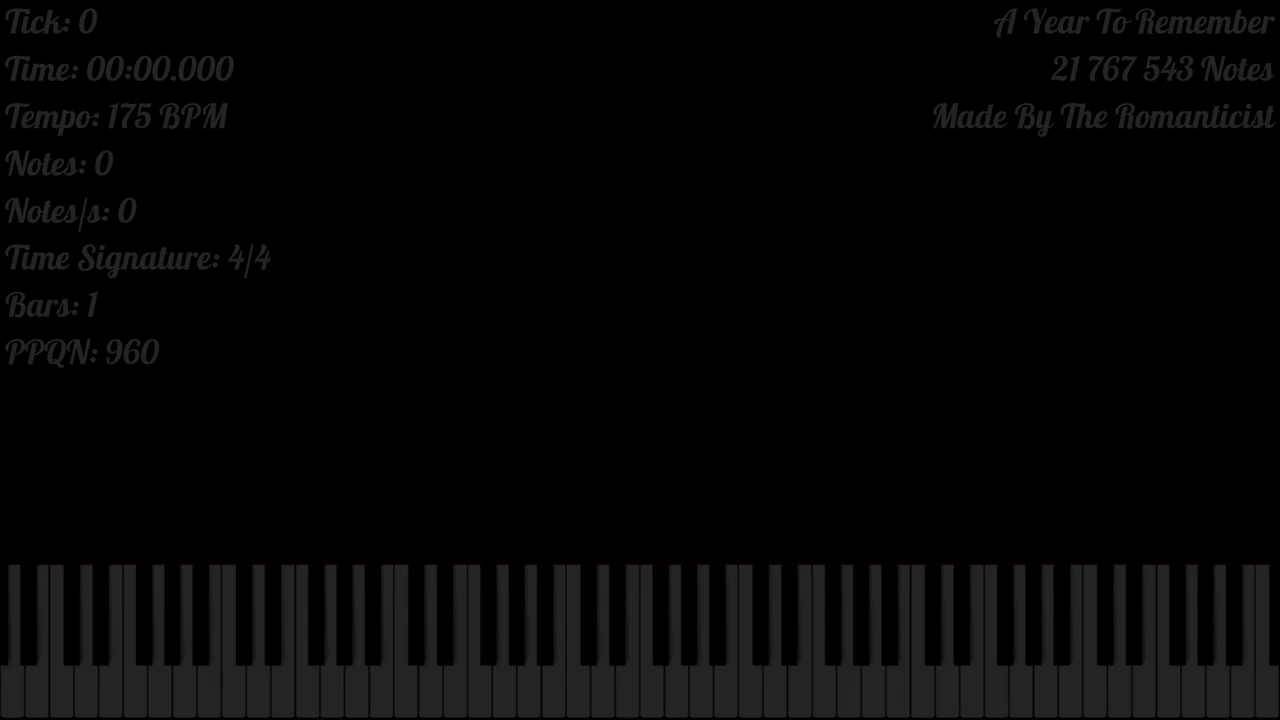 Tick: 0
Time: 00:00.000
Tempo: 175 BPM
Notes: 0
Notes/s: 0
Time Signature: 4/4
Bars: 1
PPQN: 960
A Year To Remember
21 767 543 Notes
Made By The Romanticist